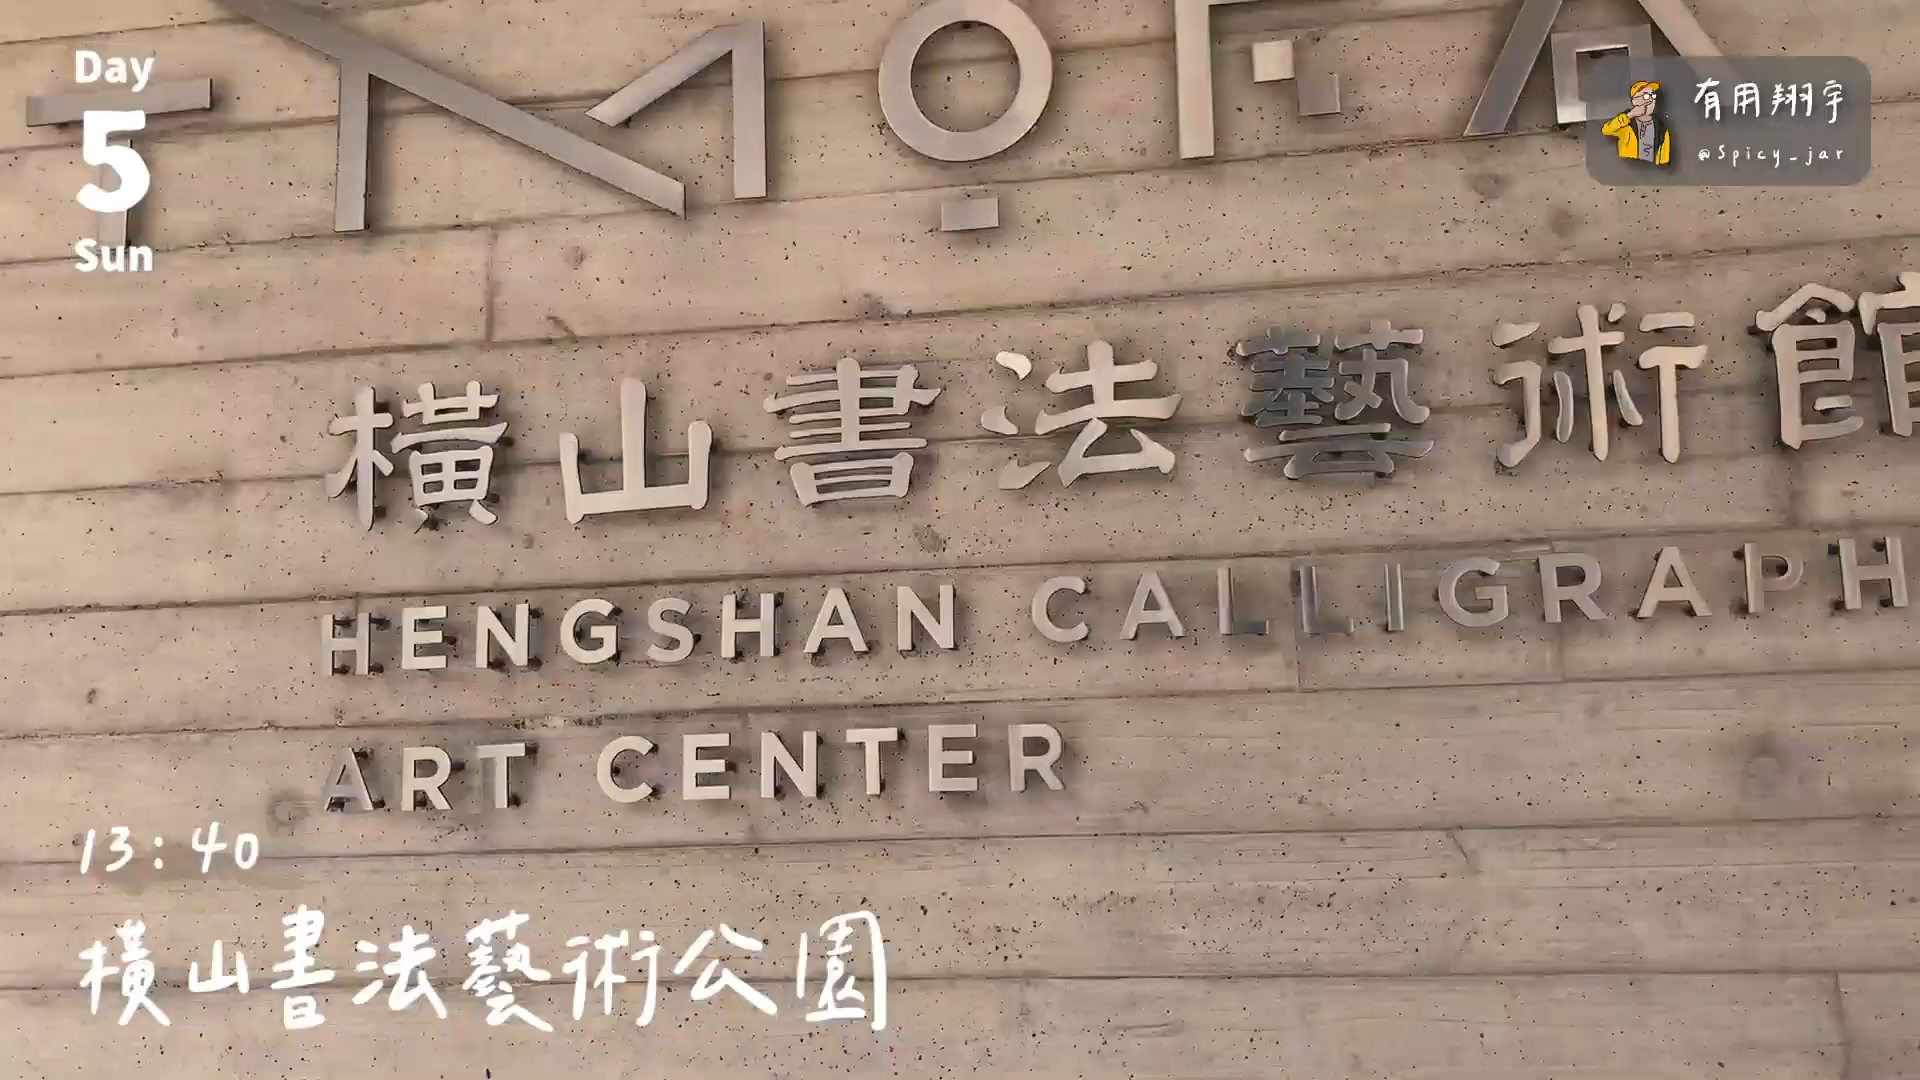 Day
5
Sun
TMOFA
有用翔宇
@Spicy_jar
橫山書法藝術館
HENGSHAN CALLIGRAPH
ART CENTER
13:40
橫山書法藝術公園